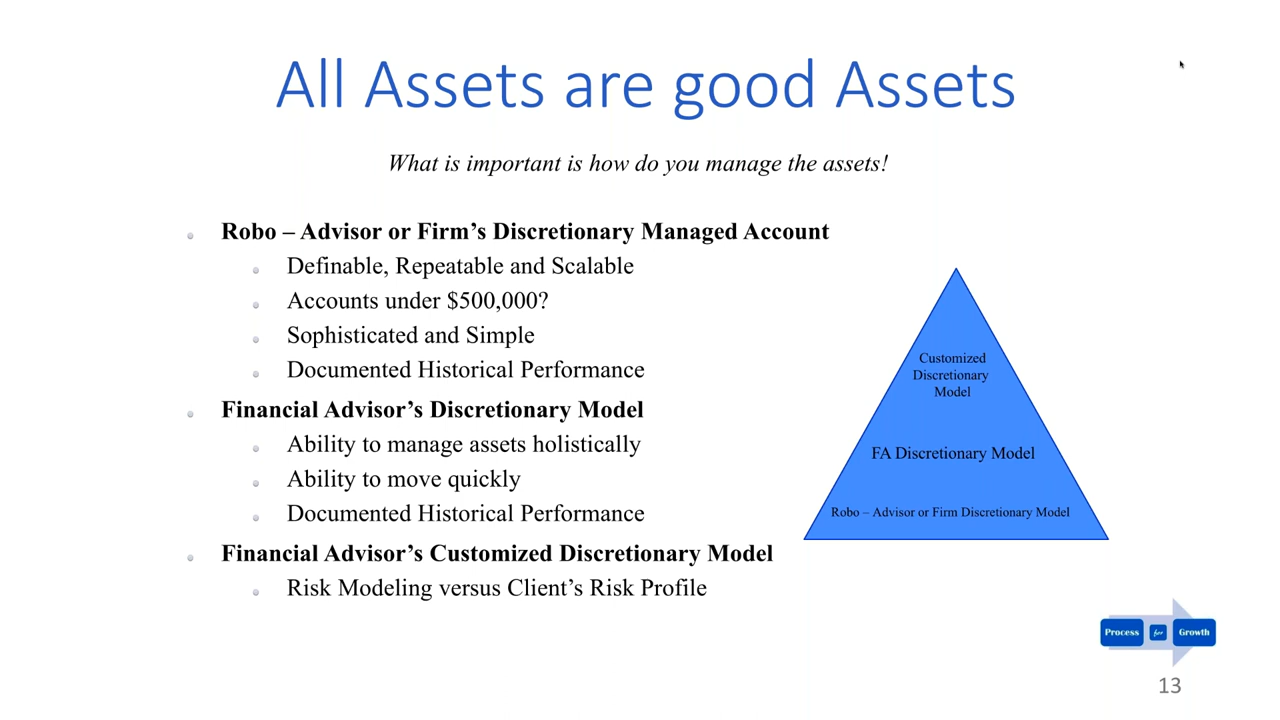 All Assets are good Assets
What is important is how do you manage the assets!
Robo – Advisor or Firm’s Discretionary Managed Account
Definable, Repeatable and Scalable
Accounts under $500,000?
Sophisticated and Simple
Documented Historical Performance
Financial Advisor’s Discretionary Model
Ability to manage assets holistically
Ability to move quickly
Documented Historical Performance
Financial Advisor’s Customized Discretionary Model
Risk Modeling versus Client’s Risk Profile
Customized
Discretionary
Model
FA Discretionary Model
Robo – Advisor or Firm Discretionary Model
Process for Growth
13